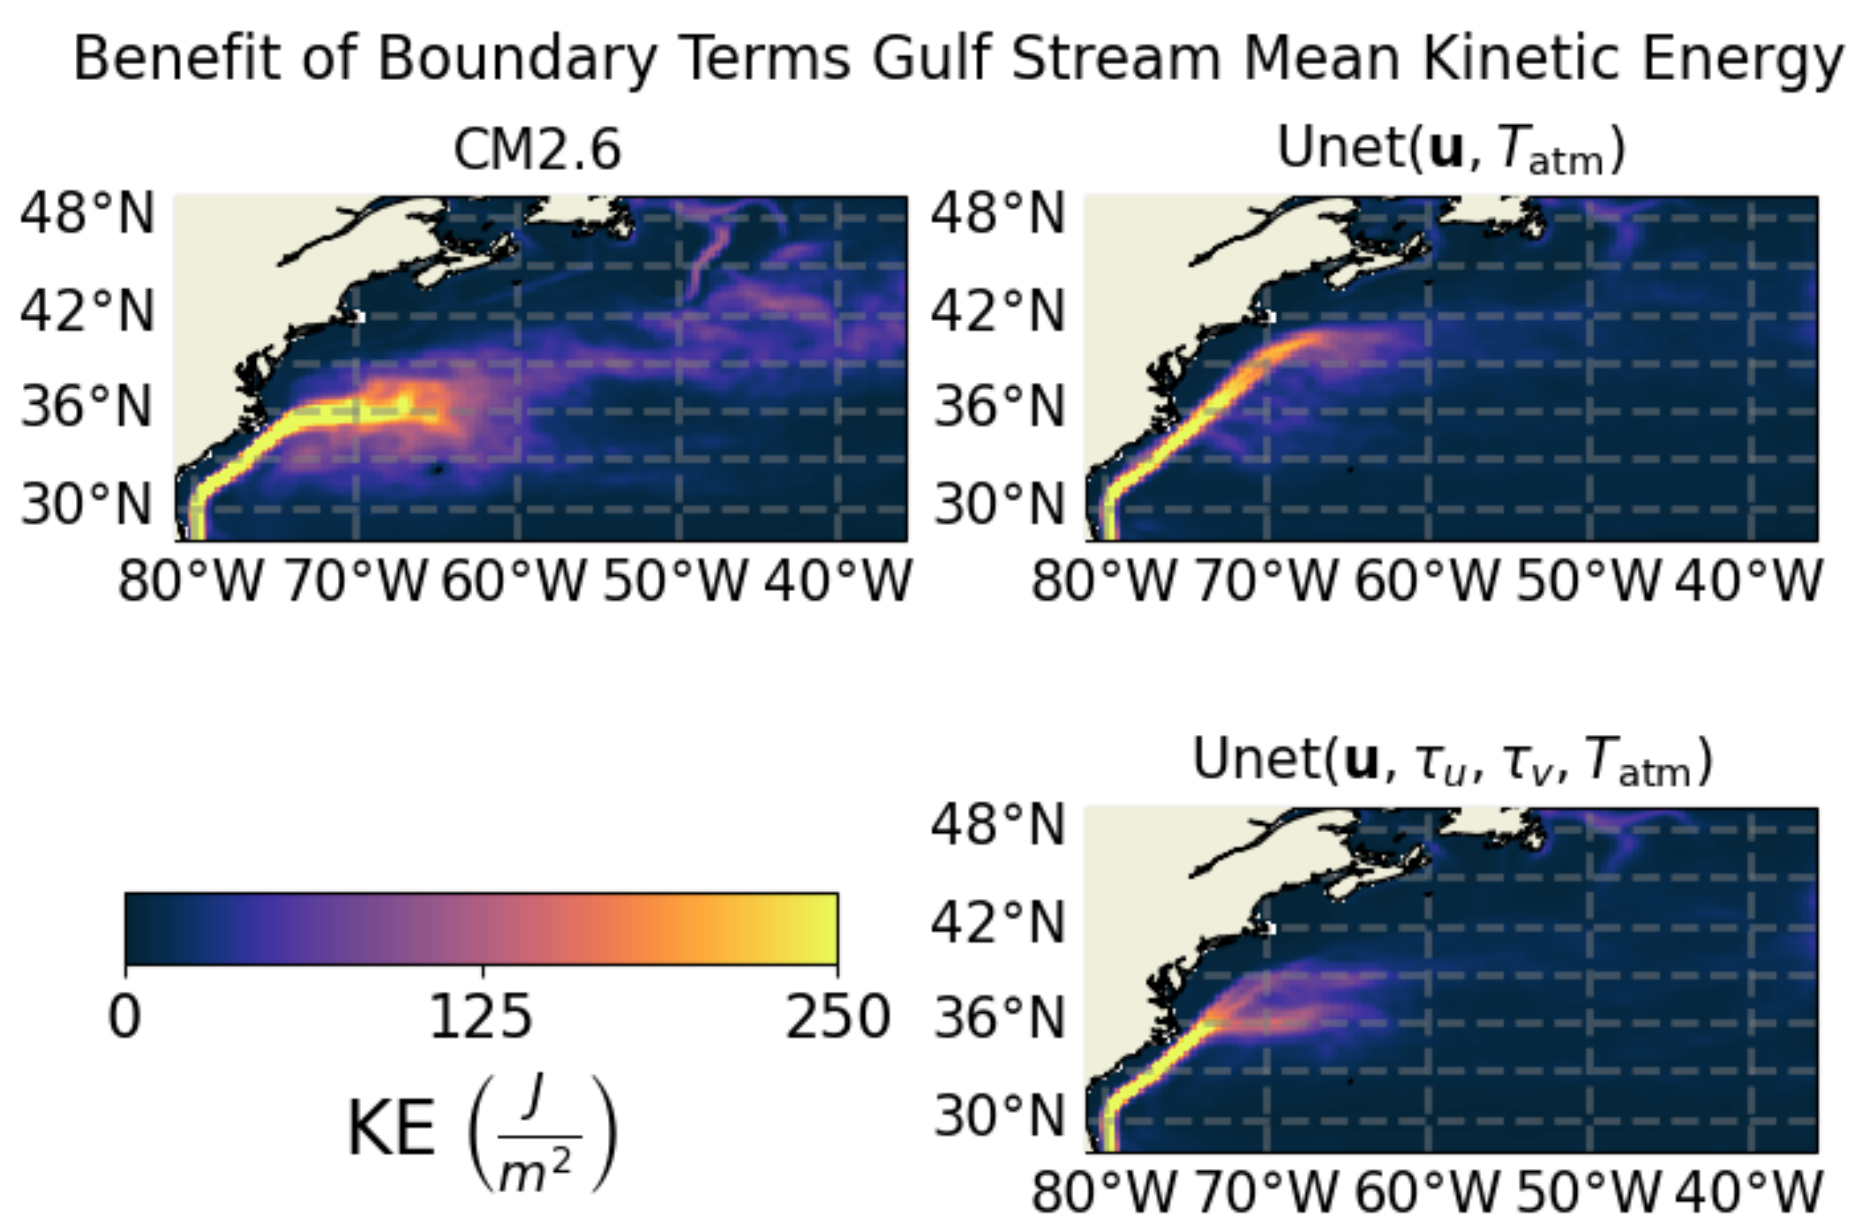 Benefit of Boundary Terms Gulf Stream Mean Kinetic Energy
CM2.6
48°N
42°N
36°N
30°N
80°W 70°W 60°W 50°W 40°W
Unet(𝐮, T_atm)
48°N
42°N
36°N
30°N
80°W 70°W 60°W 50°W 40°W
0 125 250
KE (J/m²)
Unet(𝐮, τ_u, τ_v, T_atm)
48°N
42°N
36°N
30°N
80°W 70°W 60°W 50°W 40°W